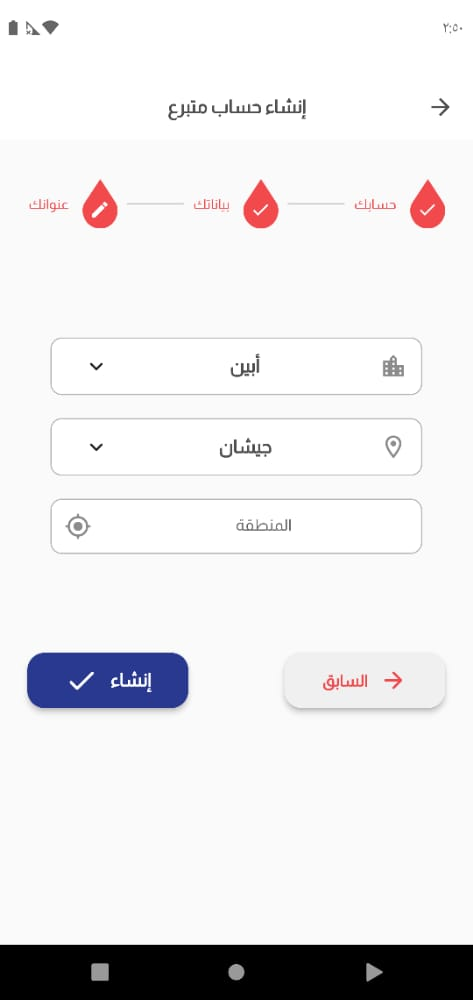 ٢:٥٠
إنشاء حساب متبرع
حسابك
بياناتك
عنوانك
أبين
جيشان
المنطقة
السابق
إنشاء